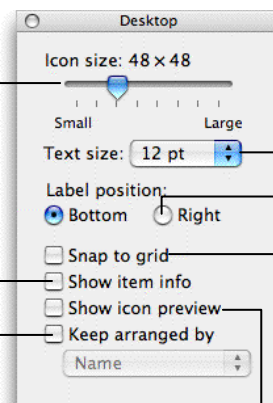 Desktop
Icon size: 48 × 48
Small Large
Text size: 12 pt
Label position:
Bottom Right
Snap to grid
Show item info
Show icon preview
Keep arranged by
Name